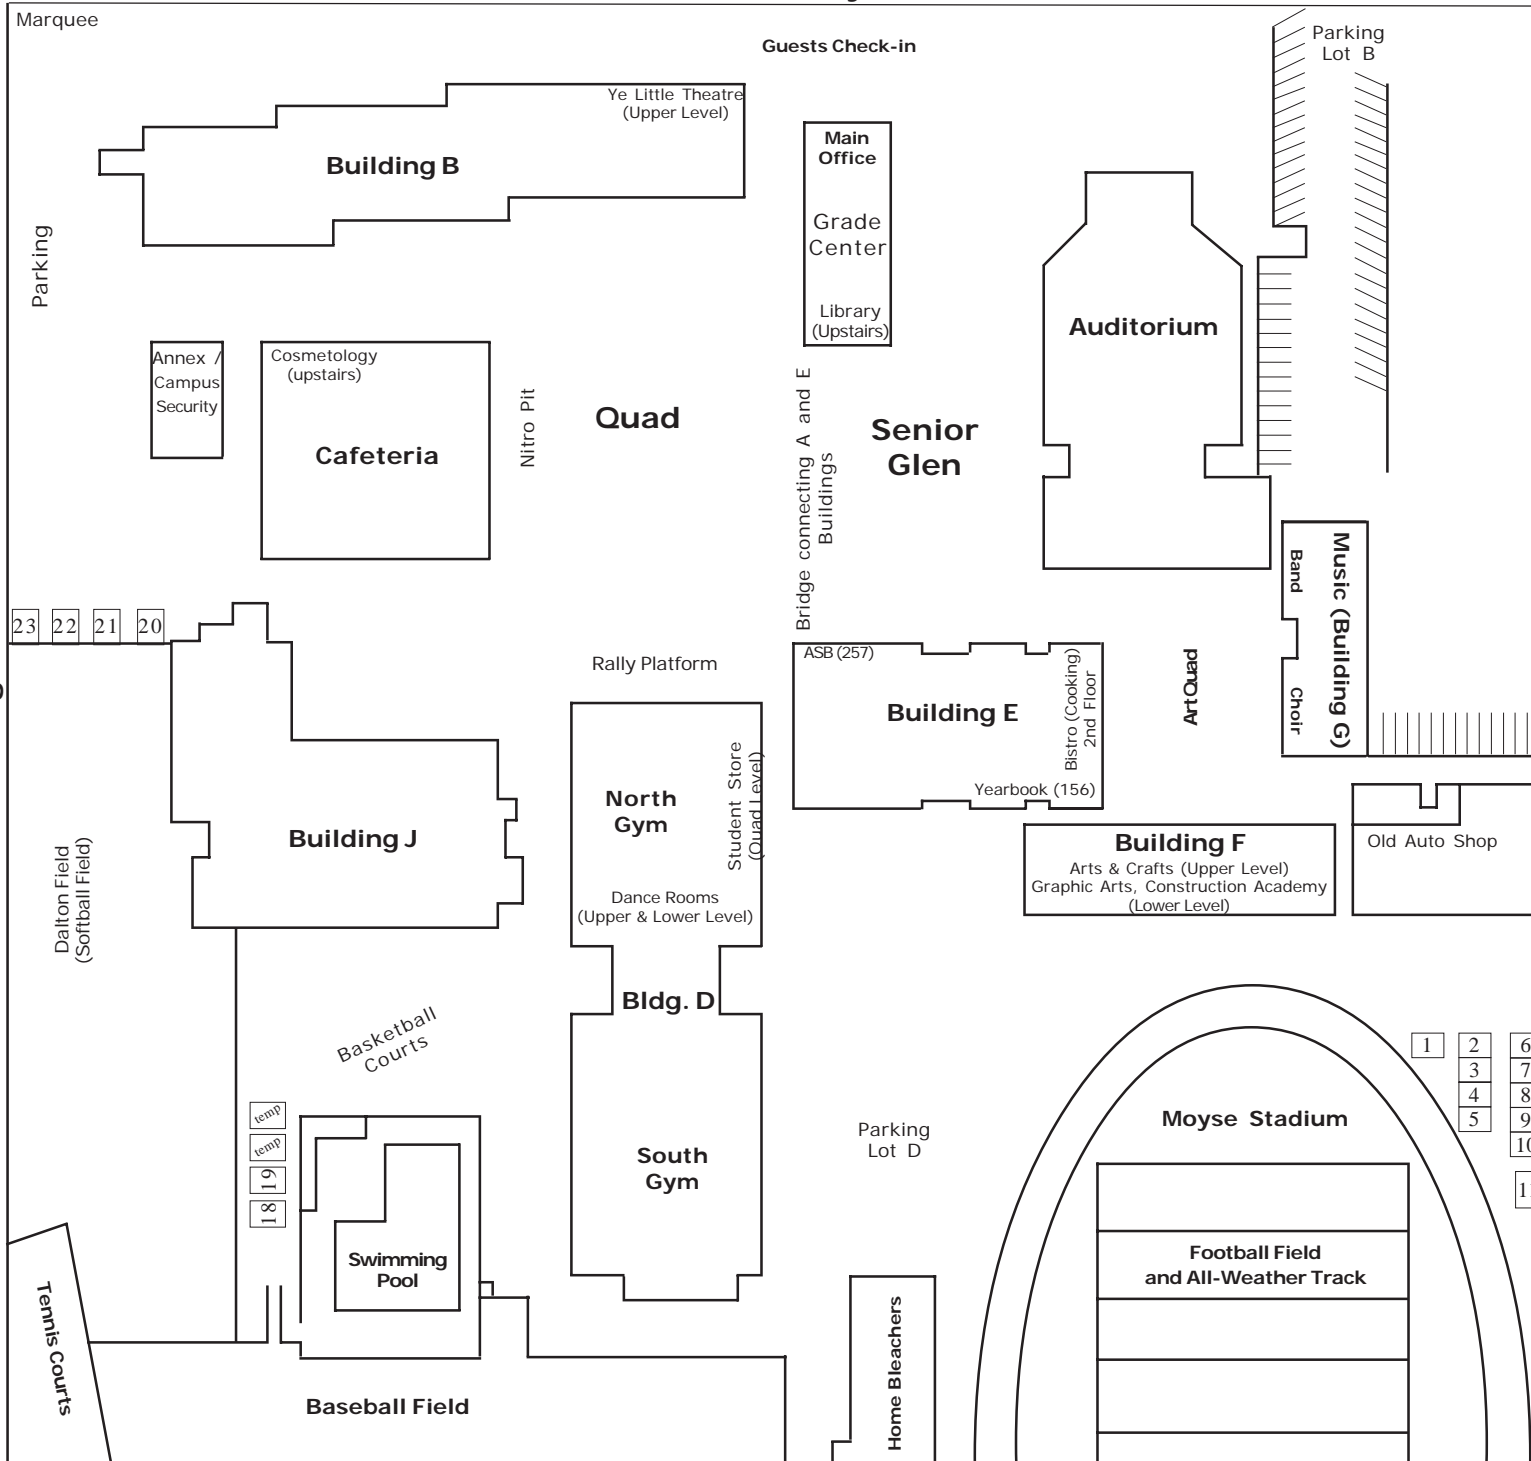 Marquee
Guests Check-in
Parking
Lot B
Ye Little Theatre
(Upper Level)
Building B
Main
Office
Grade
Center
Library
(Upstairs)
Parking
Auditorium
Annex /
Campus
Security
Cosmetology
(upstairs)
Cafeteria
Nitro Pit
Quad
Bridge connecting A and E
Buildings
Senior
Glen
Band
Choir
Music (Building G)
23
22
21
20
Rally Platform
ASB (257)
Building E
Bistro (Cooking)
2nd Floor
Yearbook (156)
Art Quad
North
Gym
Student Store
(Quad Level)
Dance Rooms
(Upper & Lower Level)
Building J
Building F
Arts & Crafts (Upper Level)
Graphic Arts, Construction Academy
(Lower Level)
Old Auto Shop
Dalton Field
(Softball Field)
Bldg. D
Basketball
Courts
1
2
3
4
5
6
7
8
9
10
temp
temp
19
18
South
Gym
Parking
Lot D
Moyse Stadium
Swimming
Pool
Football Field
and All-Weather Track
Tennis Courts
Baseball Field
Home Bleachers